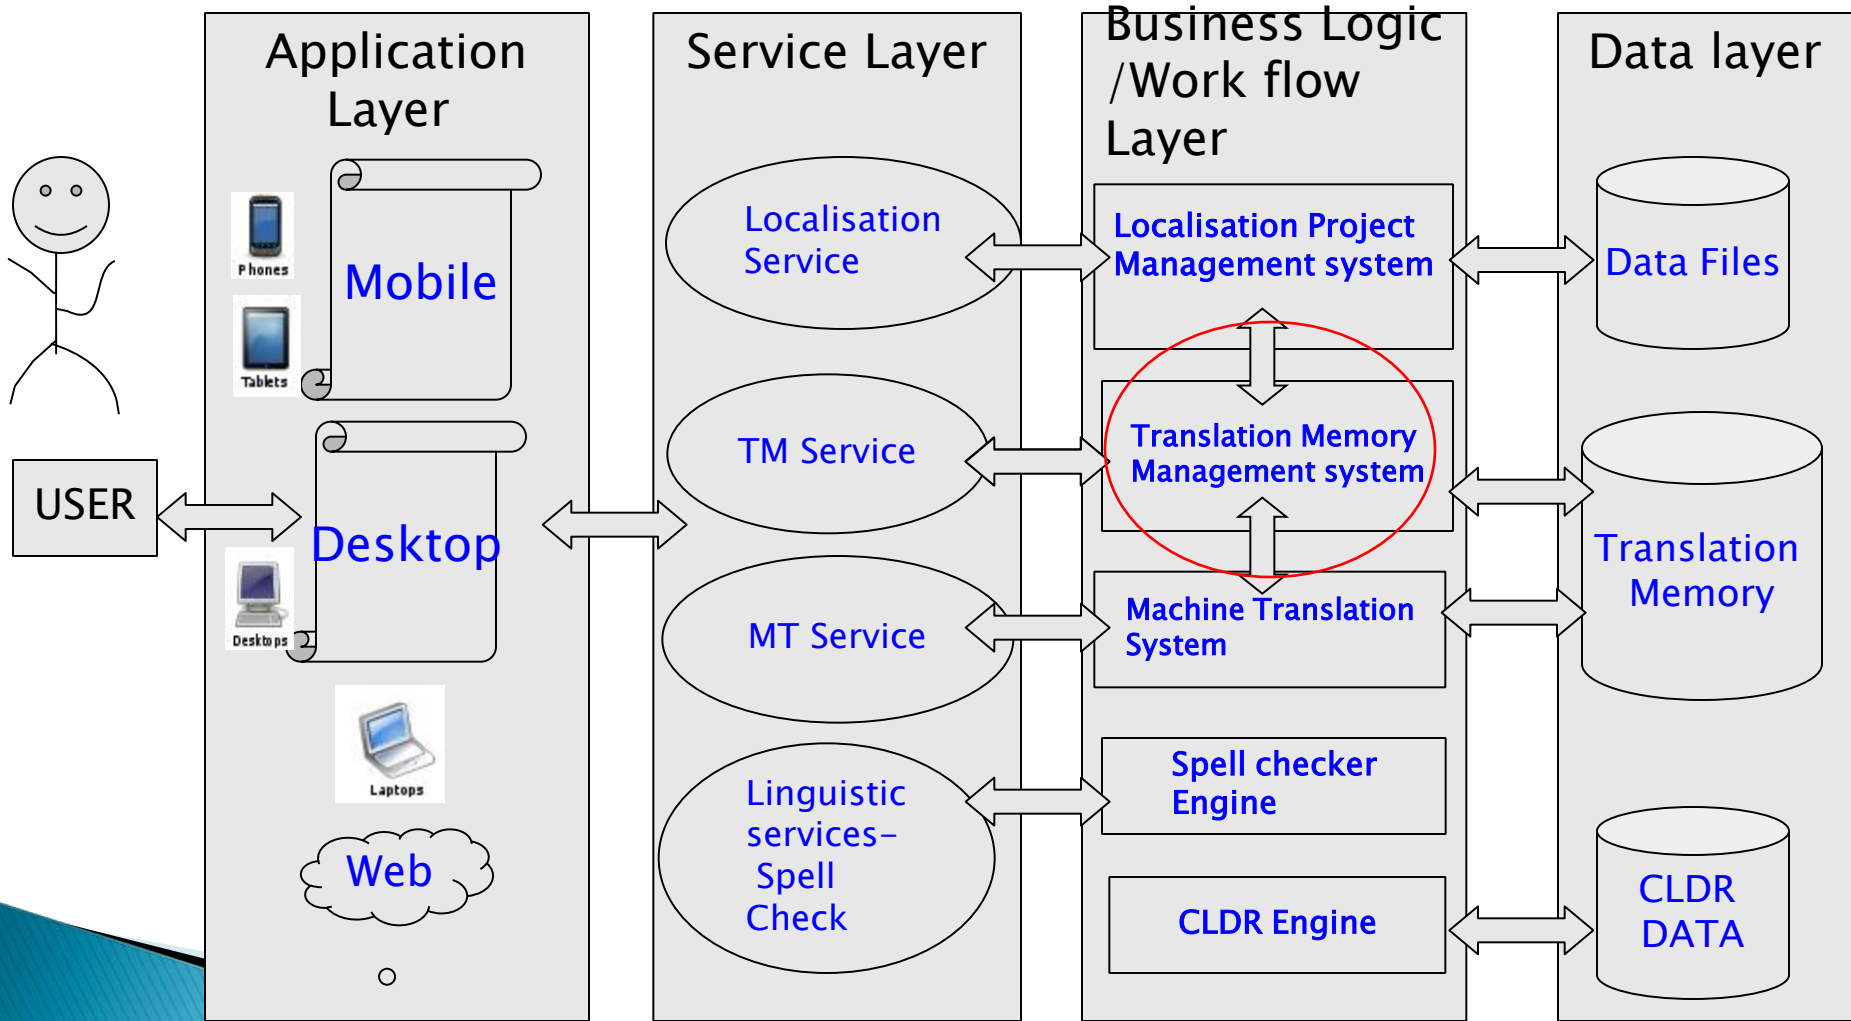 Application
Layer
Phones
Mobile
Tablets
USER
Desktop
Desktops
Laptops
Web
Service Layer
Localisation
Service
TM Service
MT Service
Linguistic
services-
Spell
Check
Business Logic
/Work flow
Layer
Localisation Project
Management system
Translation Memory
Management system
Machine Translation
System
Spell checker
Engine
CLDR Engine
Data layer
Data Files
Translation
Memory
CLDR
DATA